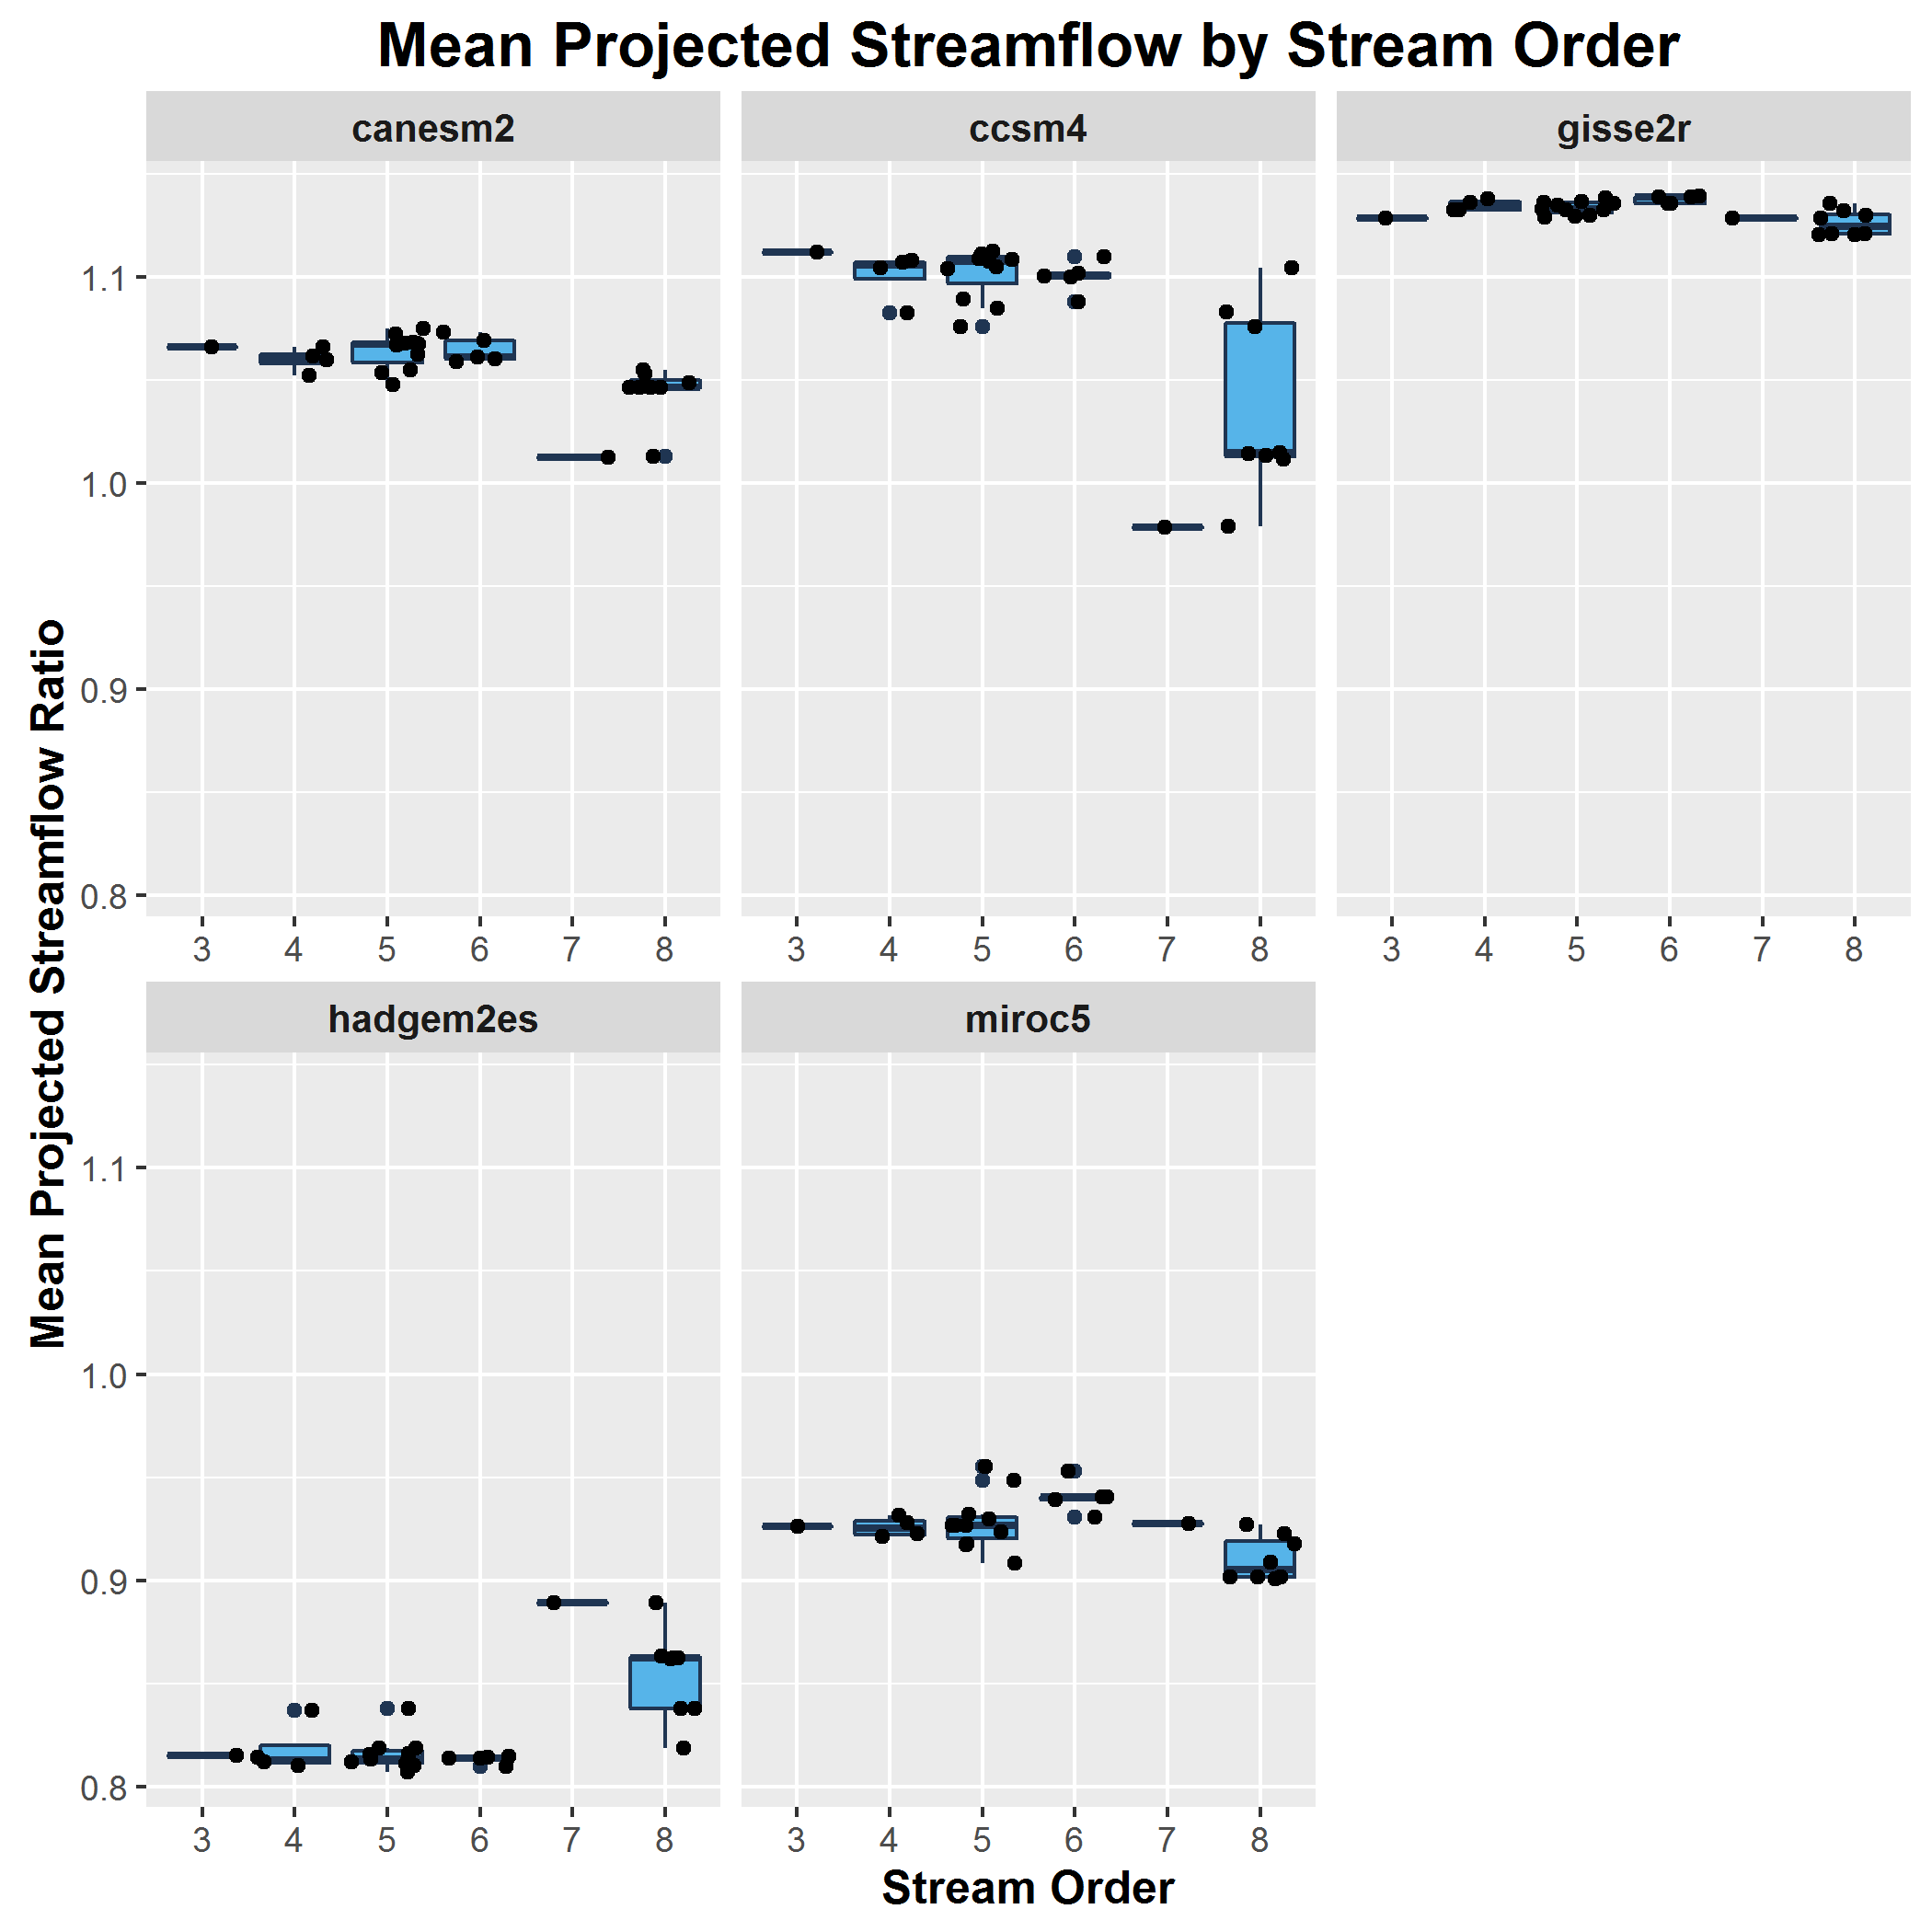 Mean Projected Streamflow by Stream Order
canesm2 ccsm4 gisse2r
Mean Projected Streamflow Ratio
1.1
1.0
0.9
0.8
3 4 5 6 7 8 3 4 5 6 7 8 3 4 5 6 7 8
hadgem2es miroc5
1.1
1.0
0.9
0.8
3 4 5 6 7 8 3 4 5 6 7 8
Stream Order